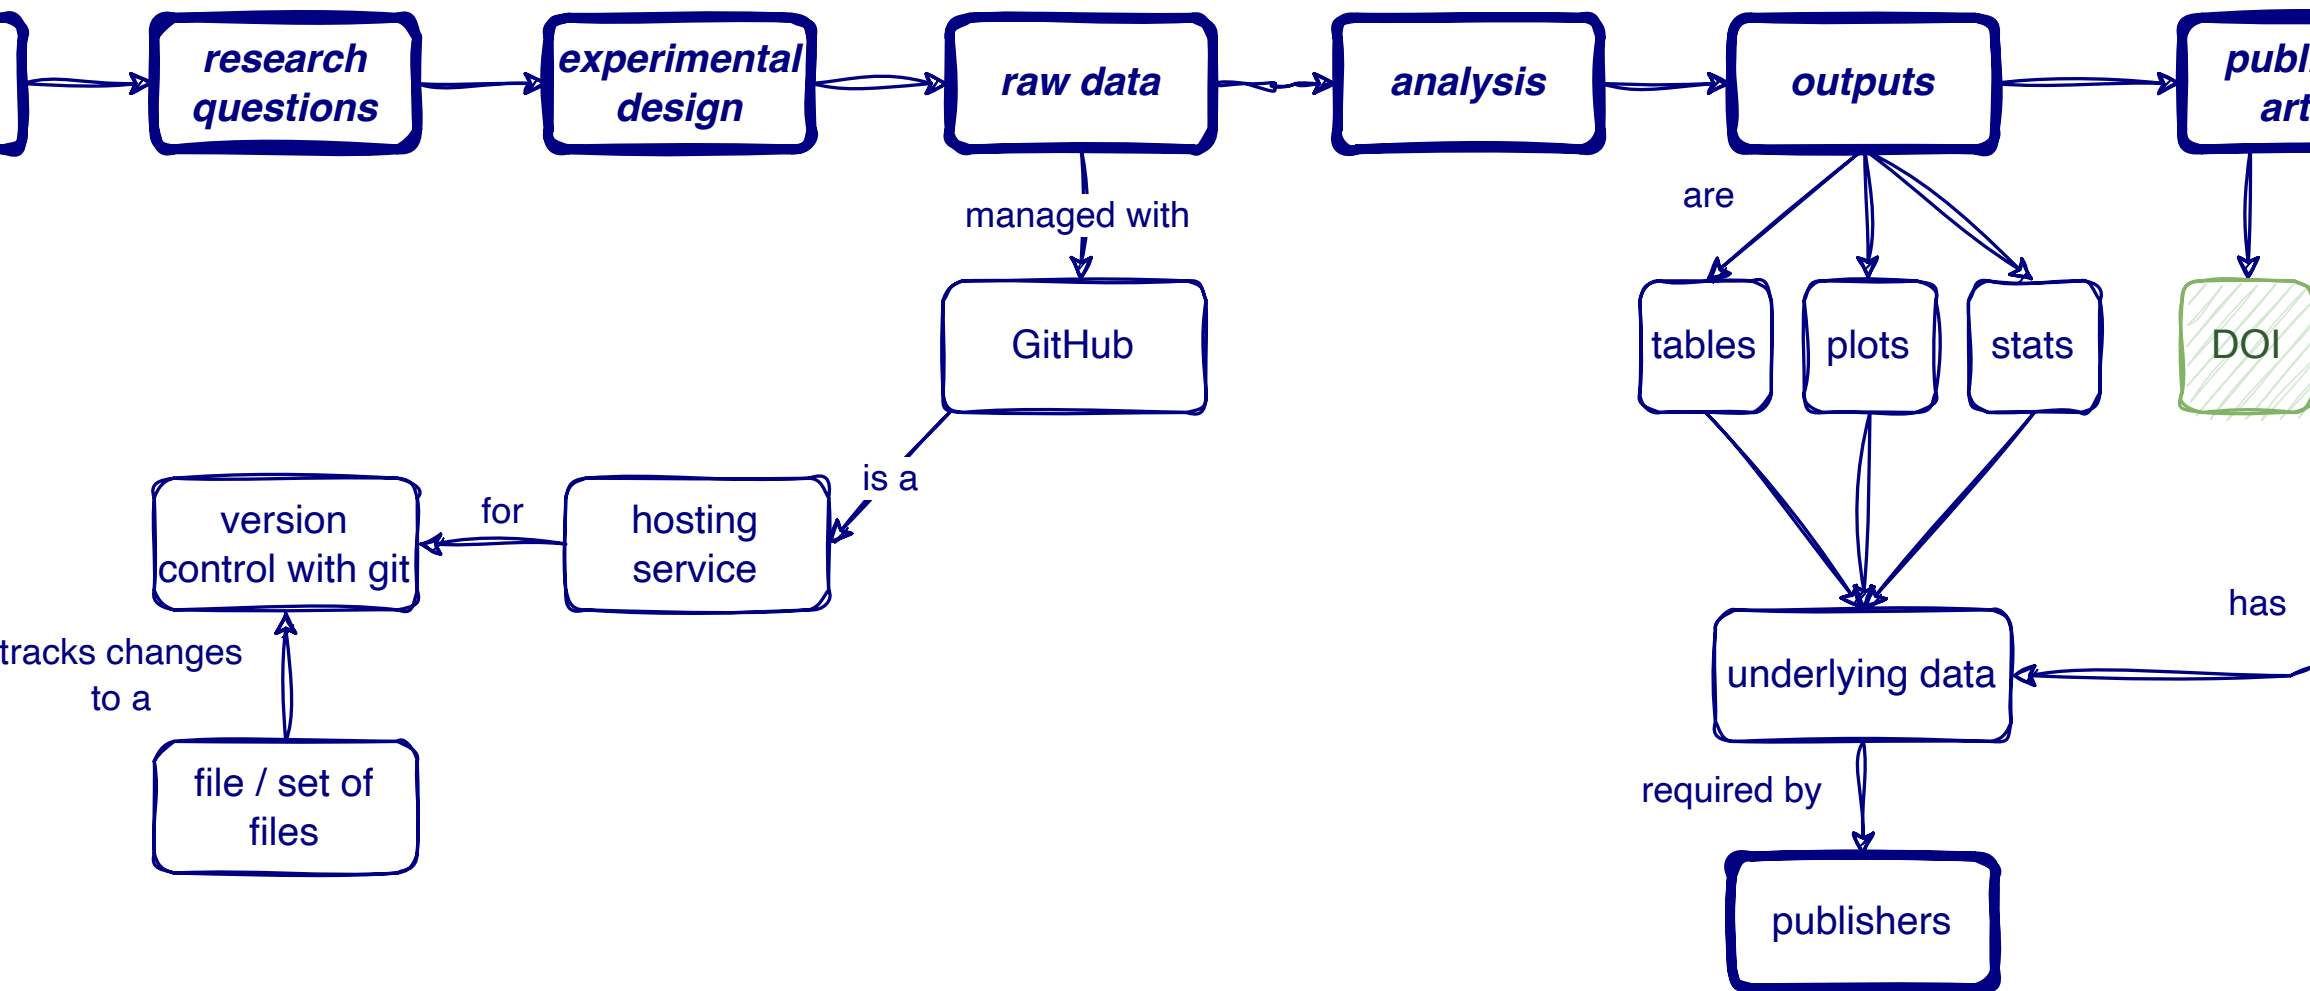 research
questions
experimental
design
raw data
analysis
outputs
managed with
are
GitHub
tables
plots
stats
DOI
is a
for
version
control with git
hosting
service
has
tracks changes
to a
underlying data
file / set of
files
required by
publishers